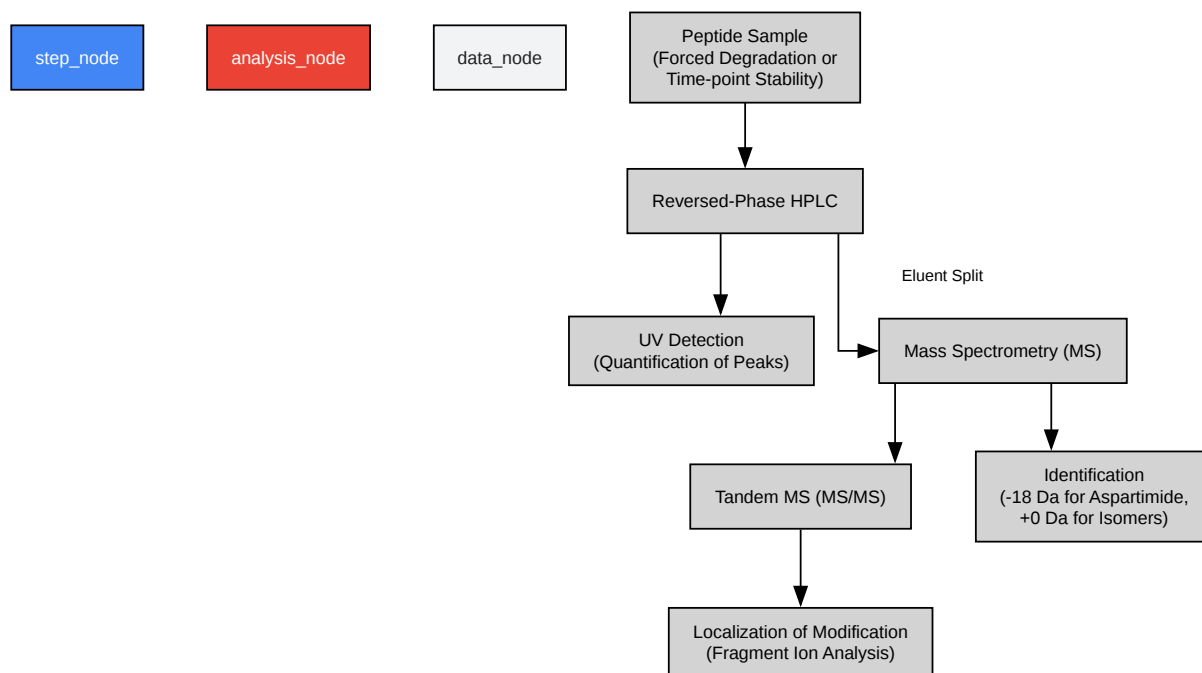 step_node
analysis_node
data_node
Peptide Sample
(Forced Degradation or
Time-point Stability)
Reversed-Phase HPLC
Eluent Split
UV Detection
(Quantification of Peaks)
Mass Spectrometry (MS)
Tandem MS (MS/MS)
Identification
(-18 Da for Aspartimide,
+0 Da for Isomers)
Localization of Modification
(Fragment Ion Analysis)